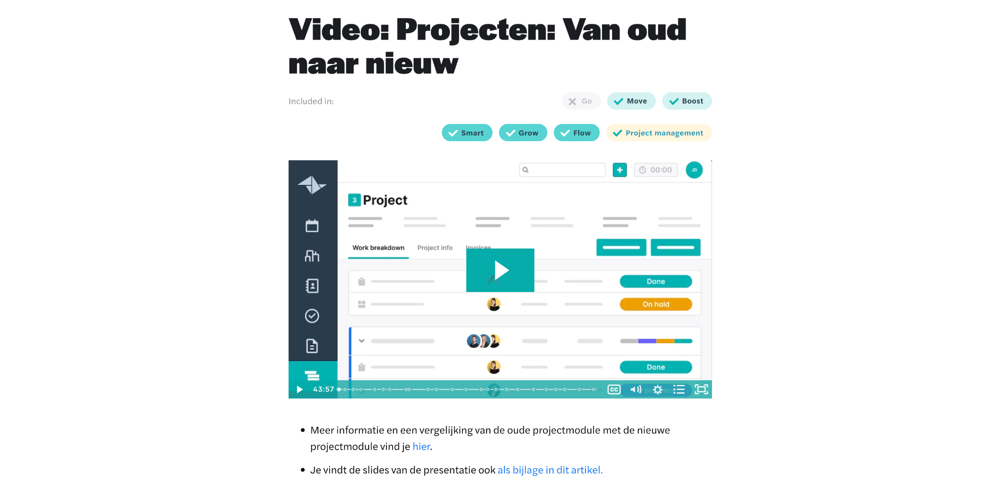 Video: Projecten: Van oud
naar nieuw
Included in:
Go
Move
Boost
Smart
Grow
Flow
Project management
00:00
JD
3
Project
Work breakdown
Project info
Invoices
Done
On hold
Done
43:57
CC
Meer informatie en een vergelijking van de oude projectmodule met de nieuwe
projectmodule vind je hier.
Je vindt de slides van de presentatie ook als bijlage in dit artikel.